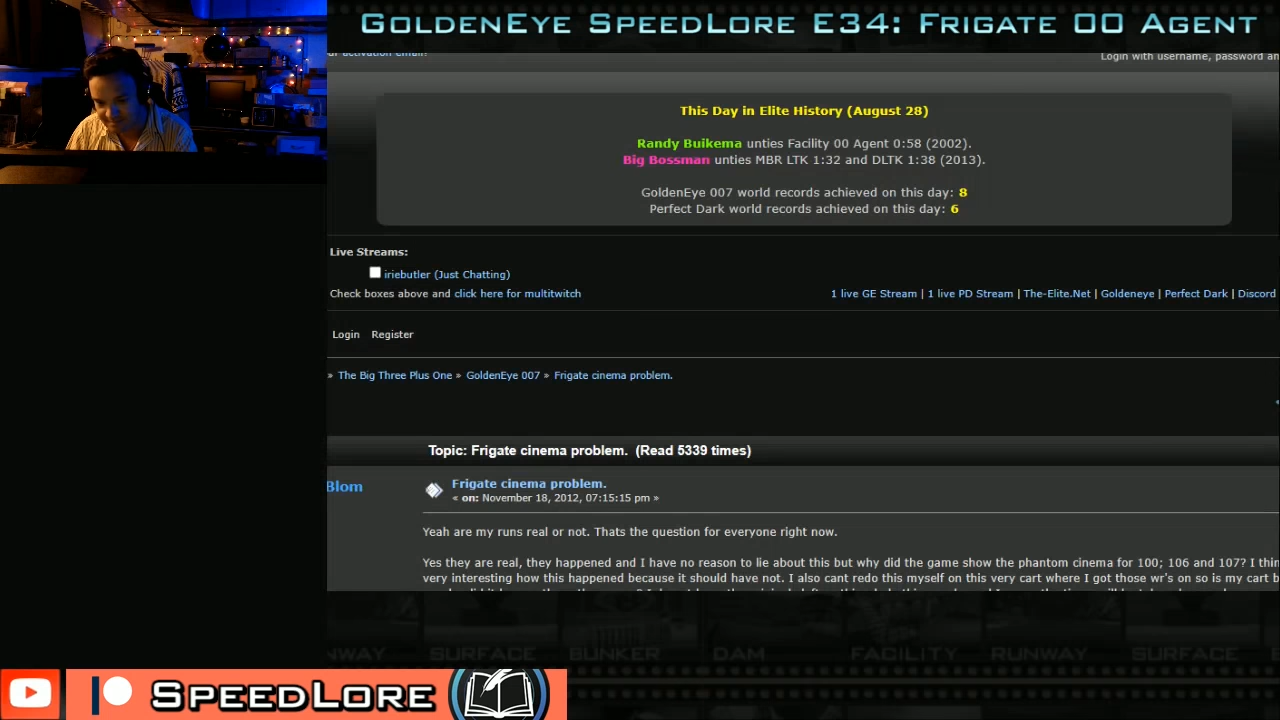 GoldenEye SpeedLore E34: Frigate 00 Agent
activation email?
Login with username, password an
This Day in Elite History (August 28)
Randy Buikema unties Facility 00 Agent 0:58 (2002).
Big Bossman unties MBR LTK 1:32 and DLTK 1:38 (2013).
GoldenEye 007 world records achieved on this day: 8
Perfect Dark world records achieved on this day: 6
Live Streams:
iriebutler (Just Chatting)
Check boxes above and click here for multitwitch
1 live GE Stream | 1 live PD Stream | The-Elite.Net | Goldeneye | Perfect Dark | Discord
Login Register
» The Big Three Plus One » GoldenEye 007 » Frigate cinema problem.
Topic: Frigate cinema problem. (Read 5339 times)
Blom
Frigate cinema problem.
« on: November 18, 2012, 07:15:15 pm »
Yeah are my runs real or not. Thats the question for everyone right now.
Yes they are real, they happened and I have no reason to lie about this but why did the game show the phantom cinema for 100; 106 and 107? I thin
very interesting how this happened because it should have not. I also cant redo this myself on this very cart where I got those wr's on so is my cart b
NWAY SURFACE BUNKER DAM FACILITY RUNWAY SURFACE
SpeedLore